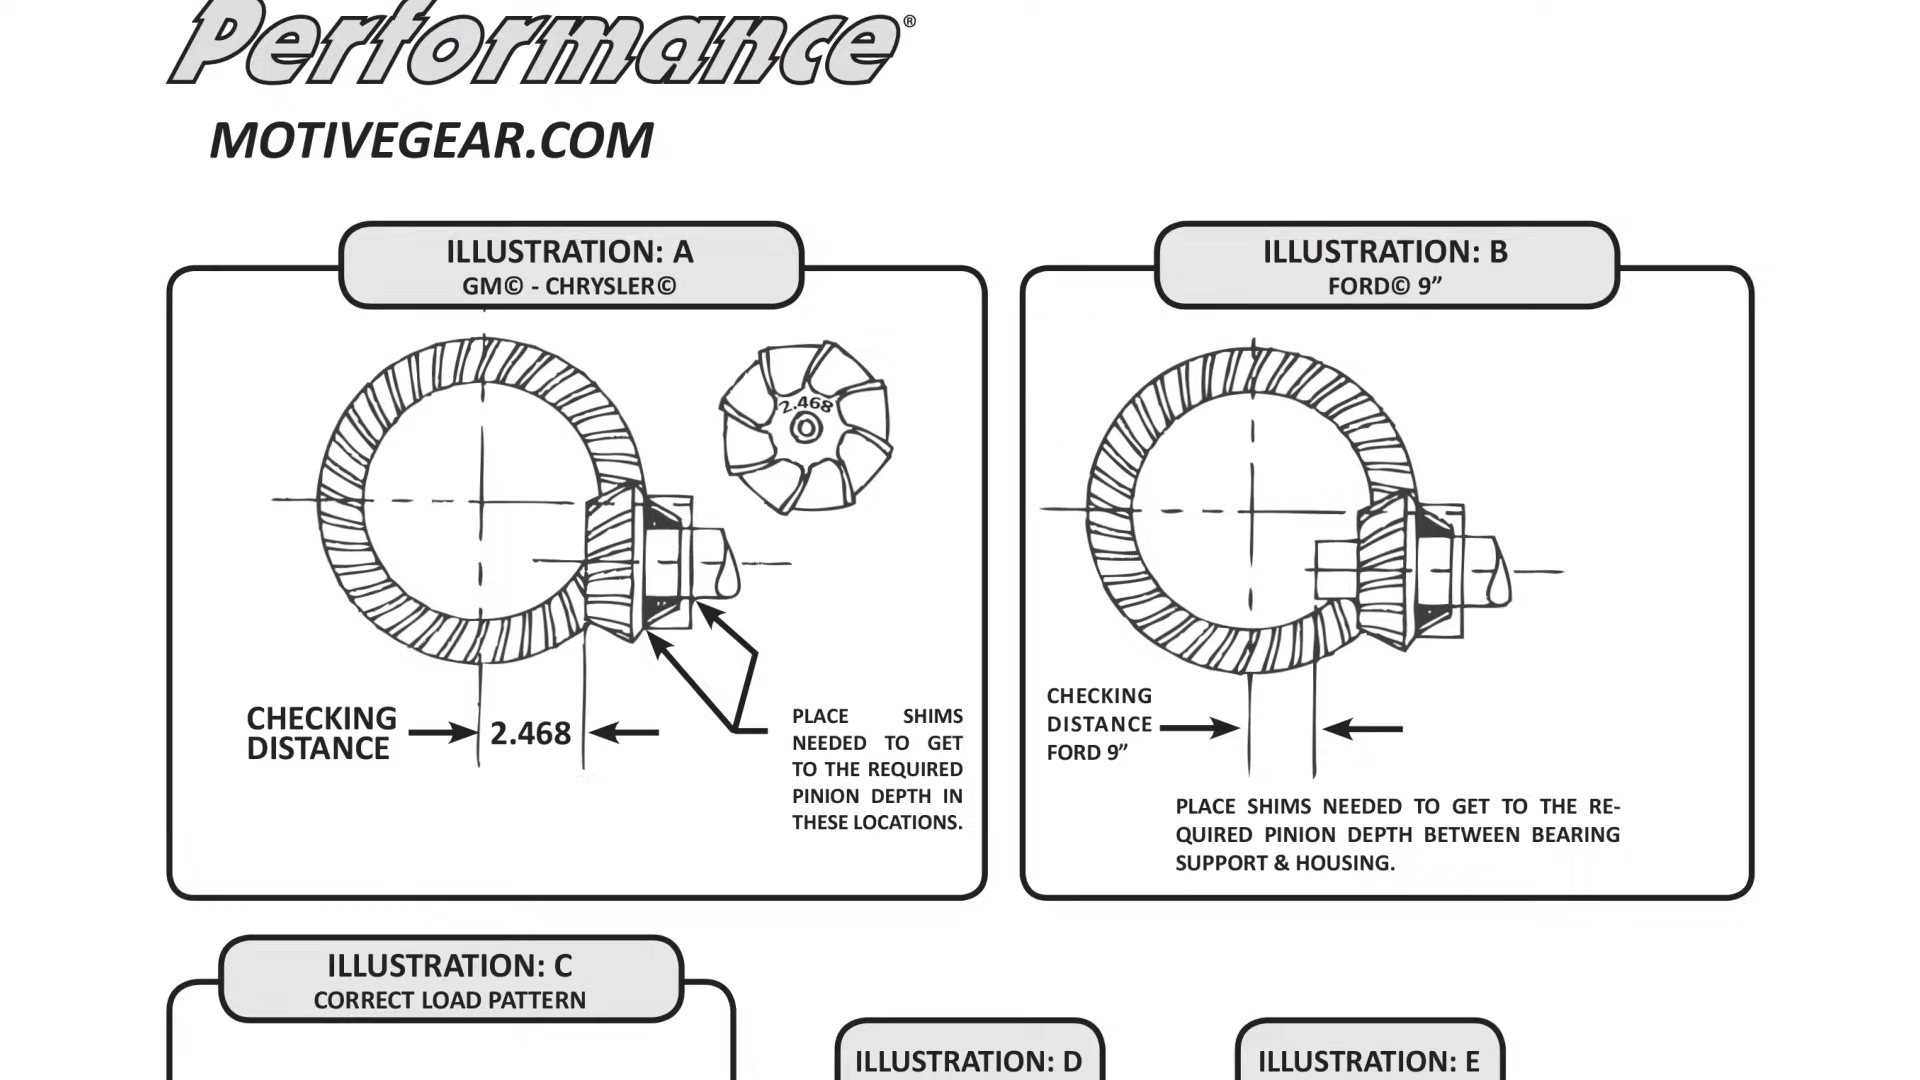 Performance®
MOTIVEGEAR.COM
ILLUSTRATION: A
GM© - CHRYSLER©
2.468
CHECKING
DISTANCE
2.468
PLACE SHIMS
NEEDED TO GET
TO THE REQUIRED
PINION DEPTH IN
THESE LOCATIONS.
ILLUSTRATION: B
FORD© 9”
CHECKING
DISTANCE
FORD 9”
PLACE SHIMS NEEDED TO GET TO THE RE-
QUIRED PINION DEPTH BETWEEN BEARING
SUPPORT & HOUSING.
ILLUSTRATION: C
CORRECT LOAD PATTERN
ILLUSTRATION: D
ILLUSTRATION: E